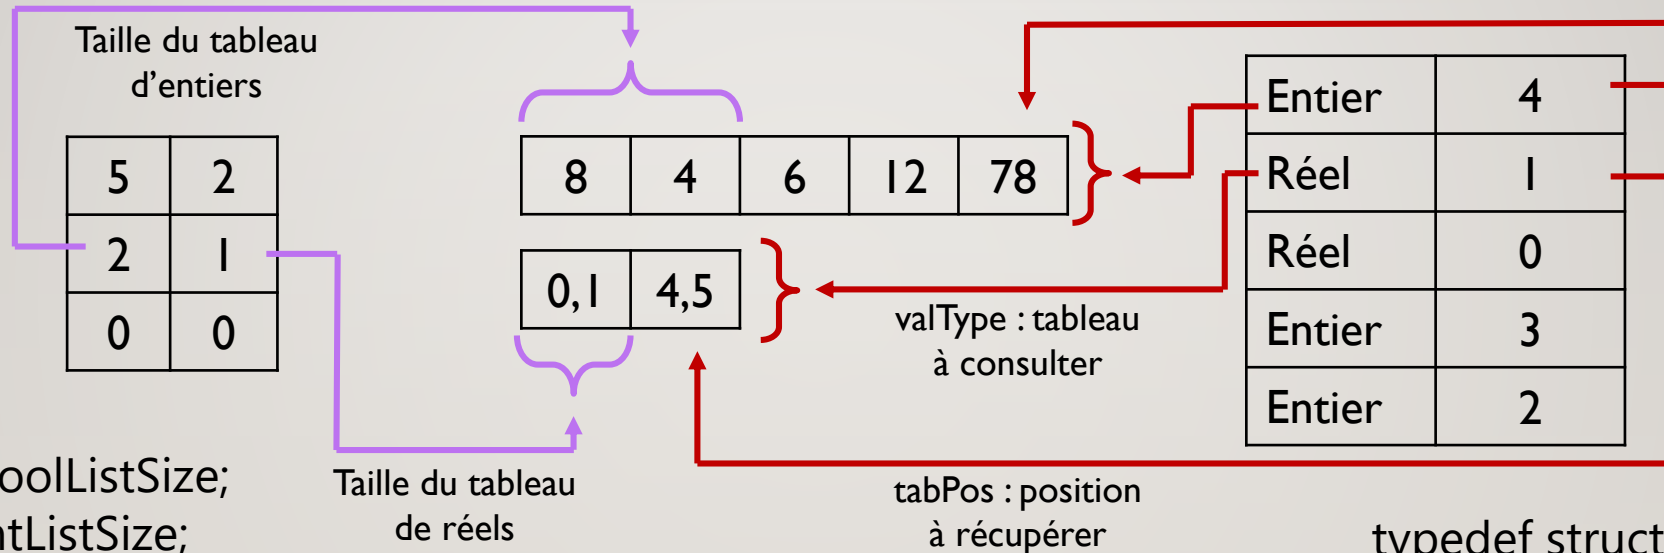 Taille du tableau
d’entiers
5 2
2 1
0 0
8 4 6 12 78
0,1 4,5
Entier 4
Réel 1
Réel 0
Entier 3
Entier 2
valType : tableau
à consulter
oolListSize;
ntListSize;
Taille du tableau
de réels
tabPos : position
à récupérer
typedef struct